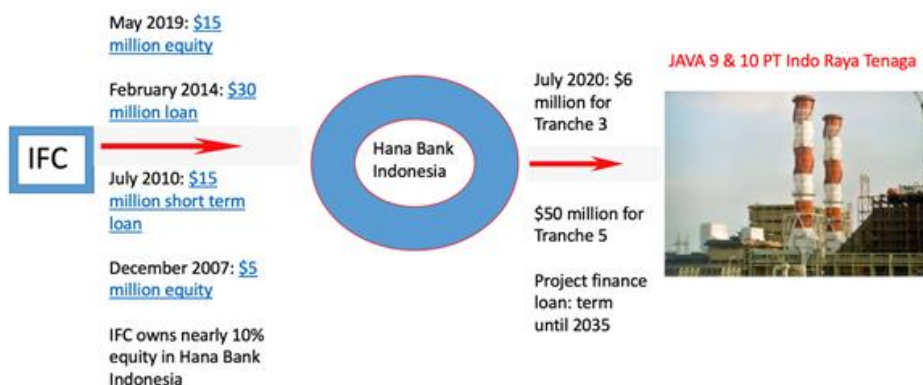 IFC
May 2019: $15
million equity
February 2014: $30
million loan
July 2010: $15
million short term
loan
December 2007: $5
million equity
IFC owns nearly 10%
equity in Hana Bank
Indonesia
Hana Bank
Indonesia
July 2020: $6
million for
Tranche 3
$50 million for
Tranche 5
Project finance
loan: term
until 2035
JAVA 9 & 10 PT Indo Raya Tenaga